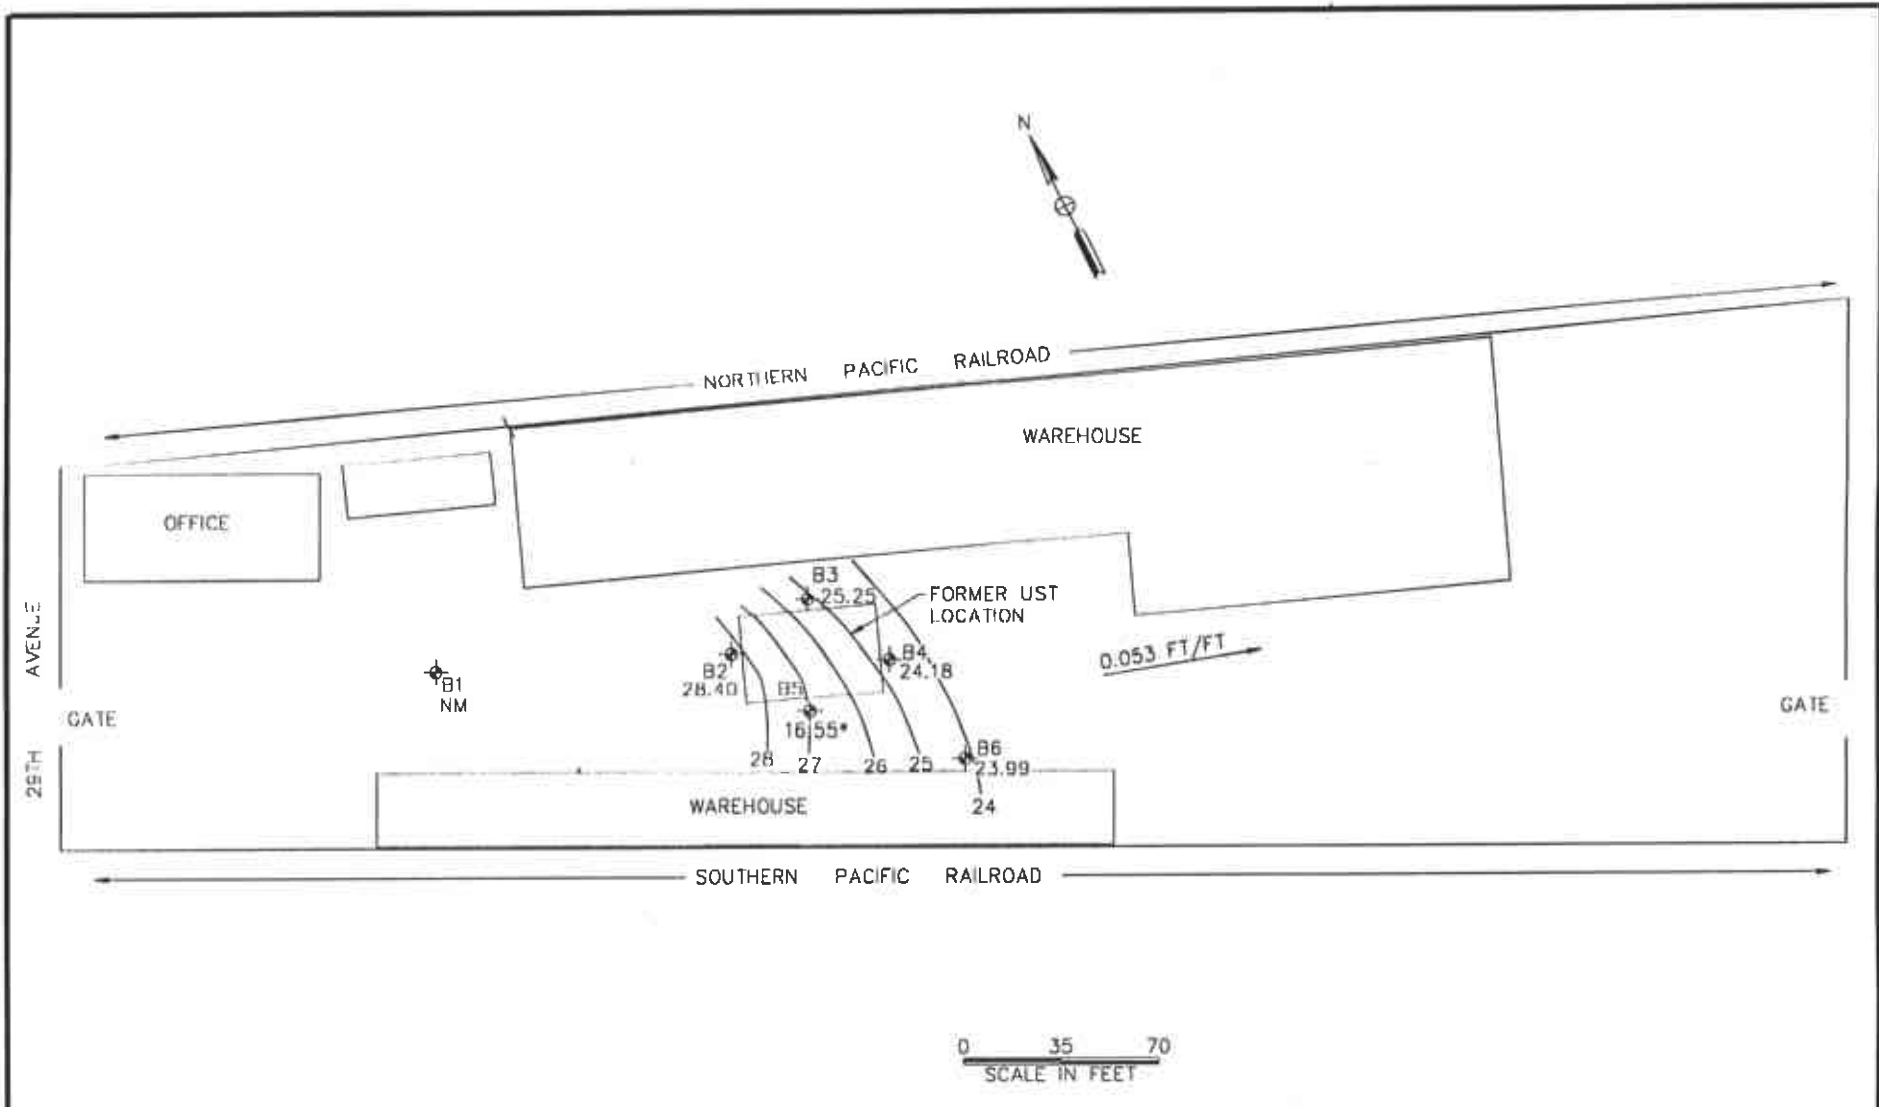 N
NORTHERN PACIFIC RAILROAD
WAREHOUSE
OFFICE
B3
25.25
FORMER UST
LOCATION
B4
24.18
0.053 FT/FT
B2
28.40
B5
16.55*
B1
NM
GATE
GATE
29TH AVENUE
28
27
26
25
B6
23.99
24
WAREHOUSE
SOUTHERN PACIFIC RAILROAD
0 35 70
SCALE IN FEET